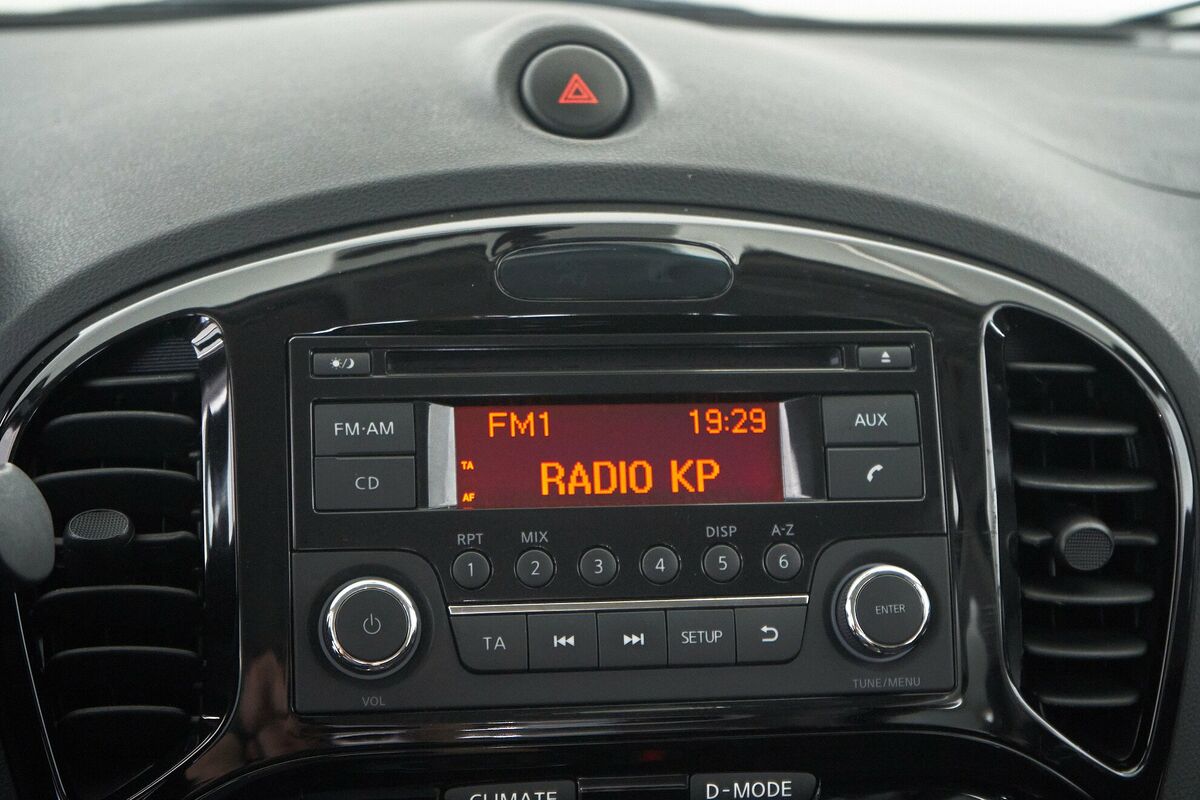 FM·AM
CD
FM1 19:29
TA
AF
RADIO KP
AUX
RPT MIX DISP A-Z
1 2 3 4 5 6
TA SETUP
VOL
ENTER
TUNE/MENU
CLIMATE D-MODE